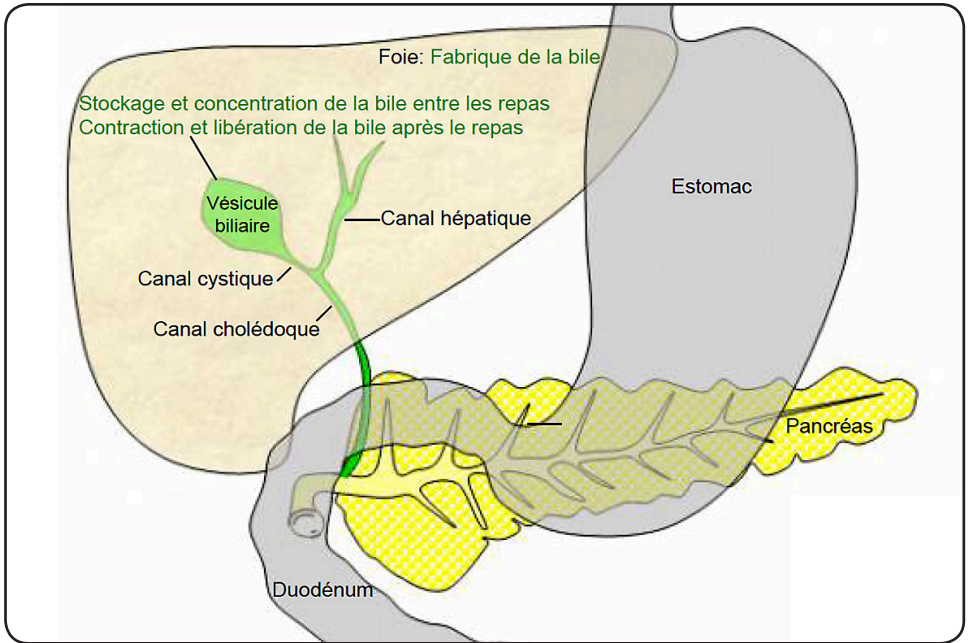 Foie: Fabrique de la bile
Stockage et concentration de la bile entre les repas
Contraction et libération de la bile après le repas
Estomac
Vésicule
biliaire
Canal hépatique
Canal cystique
Canal cholédoque
Pancréas
Duodénum